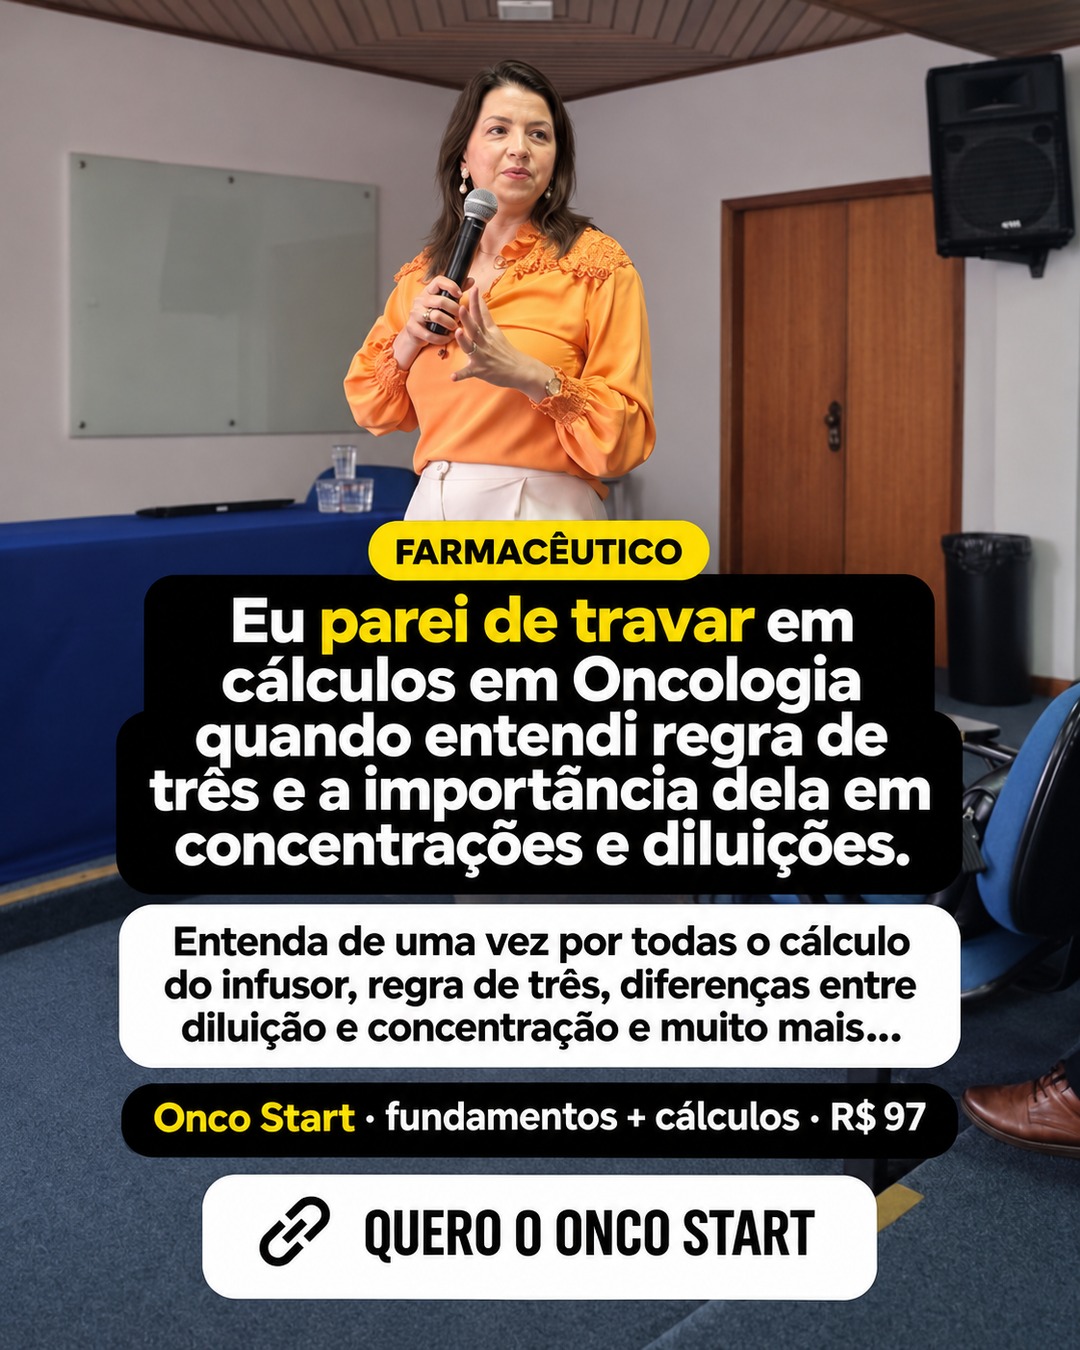 FARMACÊUTICO
Eu parei de travar em
cálculos em Oncologia
quando entendi regra de
três e a importância dela em
concentrações e diluições.
Entenda de uma vez por todas o cálculo
do infusor, regra de três, diferenças entre
diluição e concentração e muito mais...
Onco Start · fundamentos + cálculos · R$ 97
QUERO O ONCO START